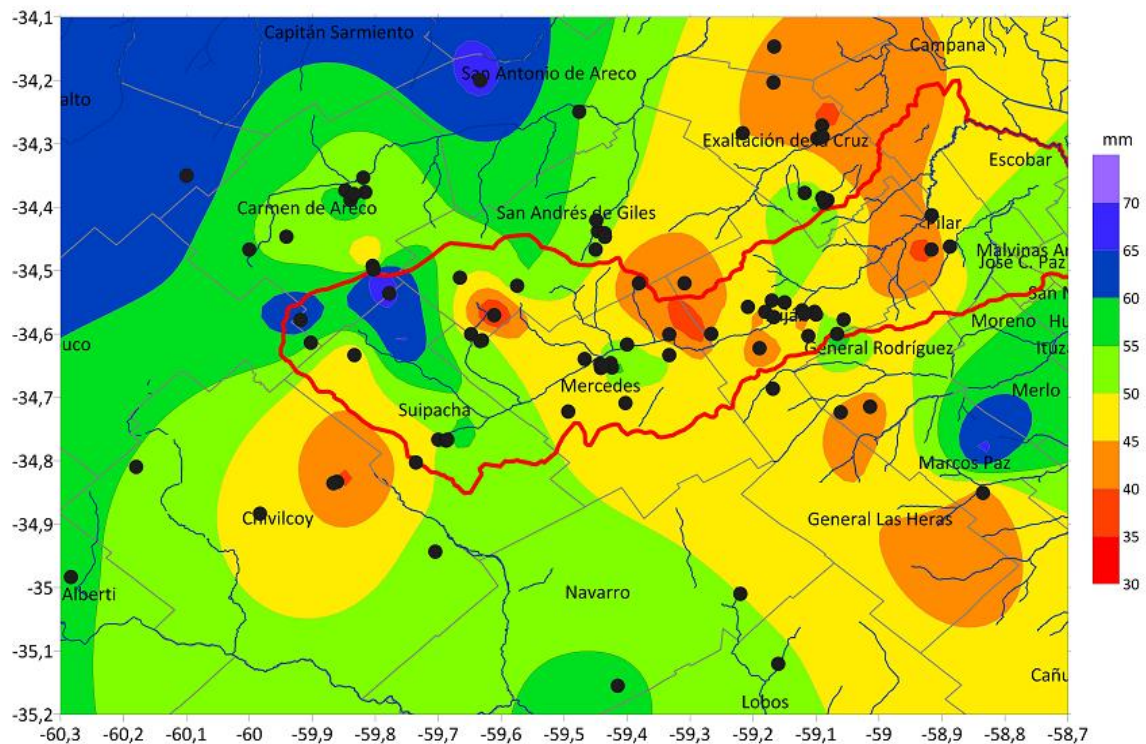 -34,1
Capitán Sarmiento
Campana
-34,2
San Antonio de Areco
alto
-34,3
Exaltación de la Cruz
mm
Escobar
-34,4
Carmen de Areco
San Andrés de Giles
Pilar
70
Malvinas Ar
José C. Paz
-34,5
65
San N
60
Moreno Hu
-34,6
uco
General Rodríguez
Ituza
55
Mercedes
Merlo
-34,7
Suipacha
50
45
-34,8
Marcos Paz
40
-34,9
Chivilcoy
General Las Heras
35
-35
Alberti
Navarro
30
-35,1
Cañu
Lobos
-35,2
-60,3 -60,2 -60,1 -60 -59,9 -59,8 -59,7 -59,6 -59,5 -59,4 -59,3 -59,2 -59,1 -59 -58,9 -58,8 -58,7